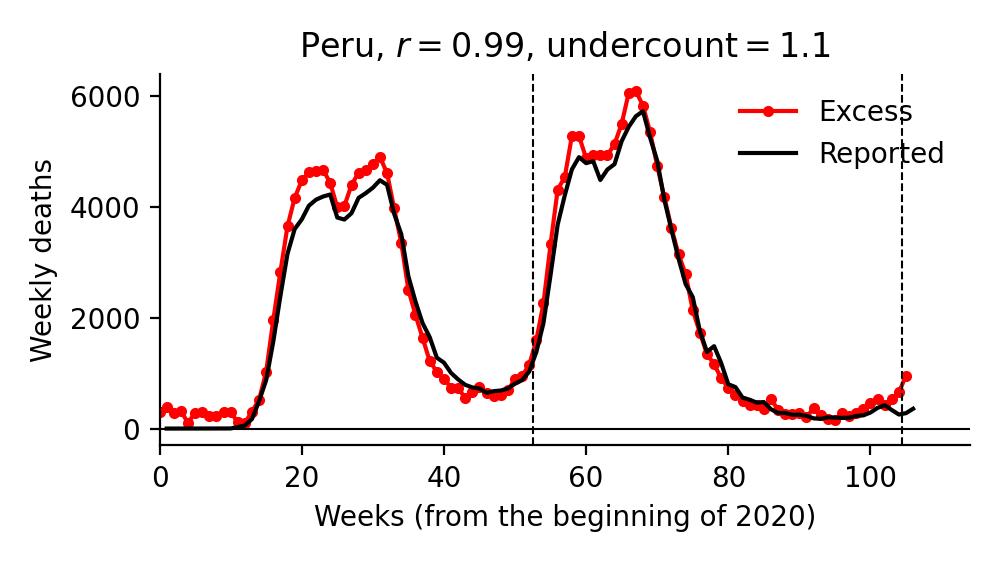 Peru, r = 0.99, undercount = 1.1
Excess
Reported
Weekly deaths
6000
4000
2000
0
0 20 40 60 80 100
Weeks (from the beginning of 2020)